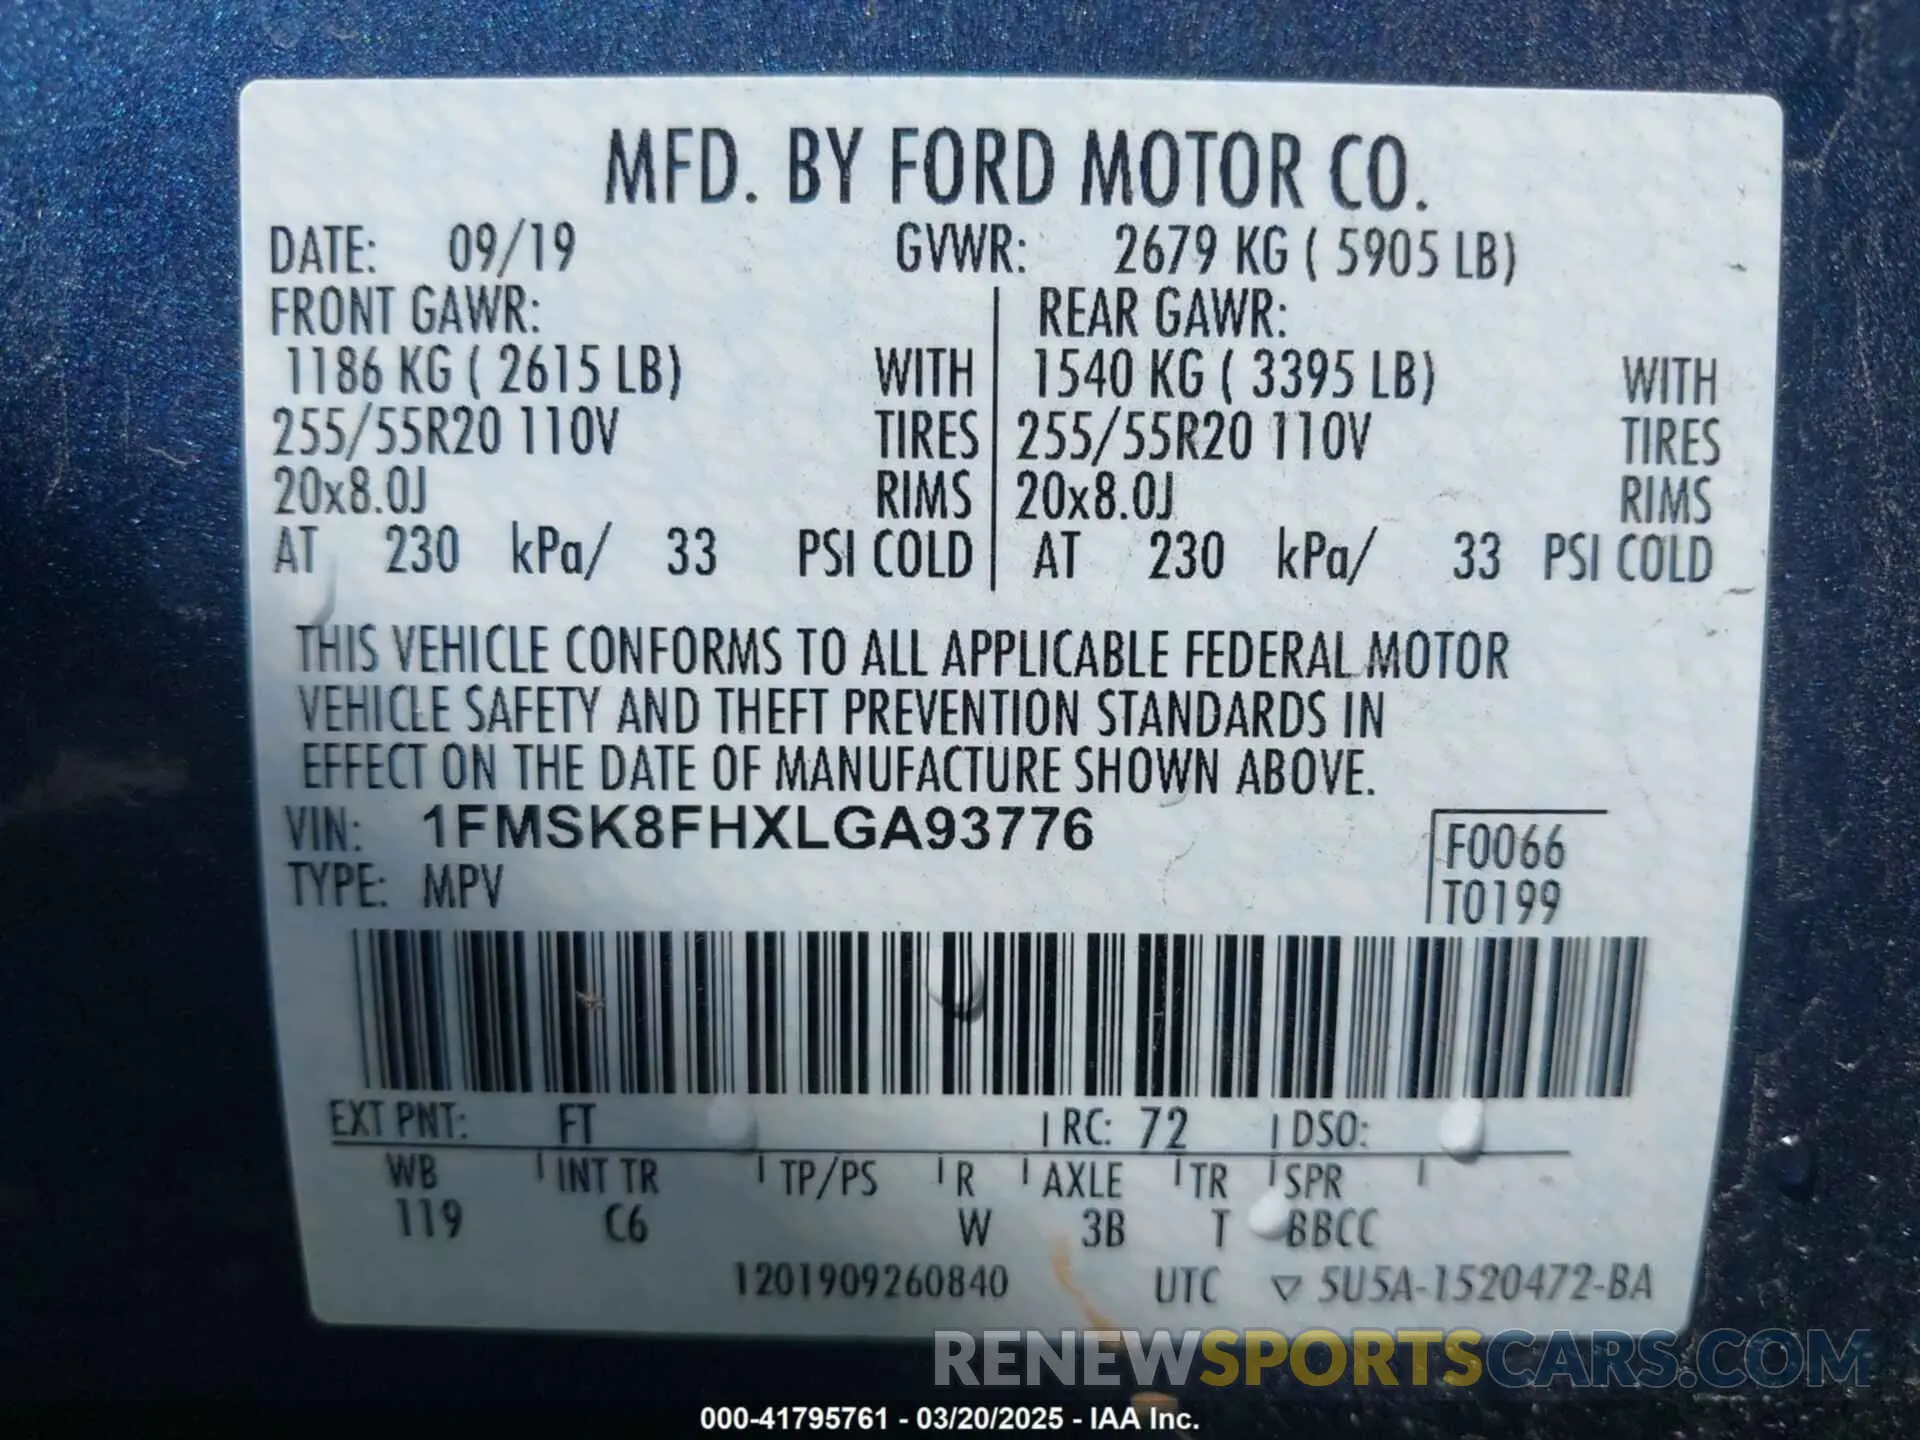 MFD. BY FORD MOTOR CO.
DATE: 09/19 GVWR: 2679 KG ( 5905 LB)
FRONT GAWR: REAR GAWR:
1186 KG ( 2615 LB) WITH 1540 KG ( 3395 LB) WITH
255/55R20 110V TIRES 255/55R20 110V TIRES
20x8.0J RIMS 20x8.0J RIMS
AT 230 kPa/ 33 PSI COLD AT 230 kPa/ 33 PSI COLD
THIS VEHICLE CONFORMS TO ALL APPLICABLE FEDERAL MOTOR
VEHICLE SAFETY AND THEFT PREVENTION STANDARDS IN
EFFECT ON THE DATE OF MANUFACTURE SHOWN ABOVE.
VIN: 1FMSK8FHXLGA93776
F0066
TYPE: MPV
T0199
EXT PNT: FT RC: 72 DSO:
WB INT TR TP/PS R AXLE TR SPR
119 C6 W 3B T BBCC
1201909260840 UTC ▽ 5U5A-1520472-BA
RENEWSPORTSCARS.COM
000-41795761 - 03/20/2025 - IAA Inc.